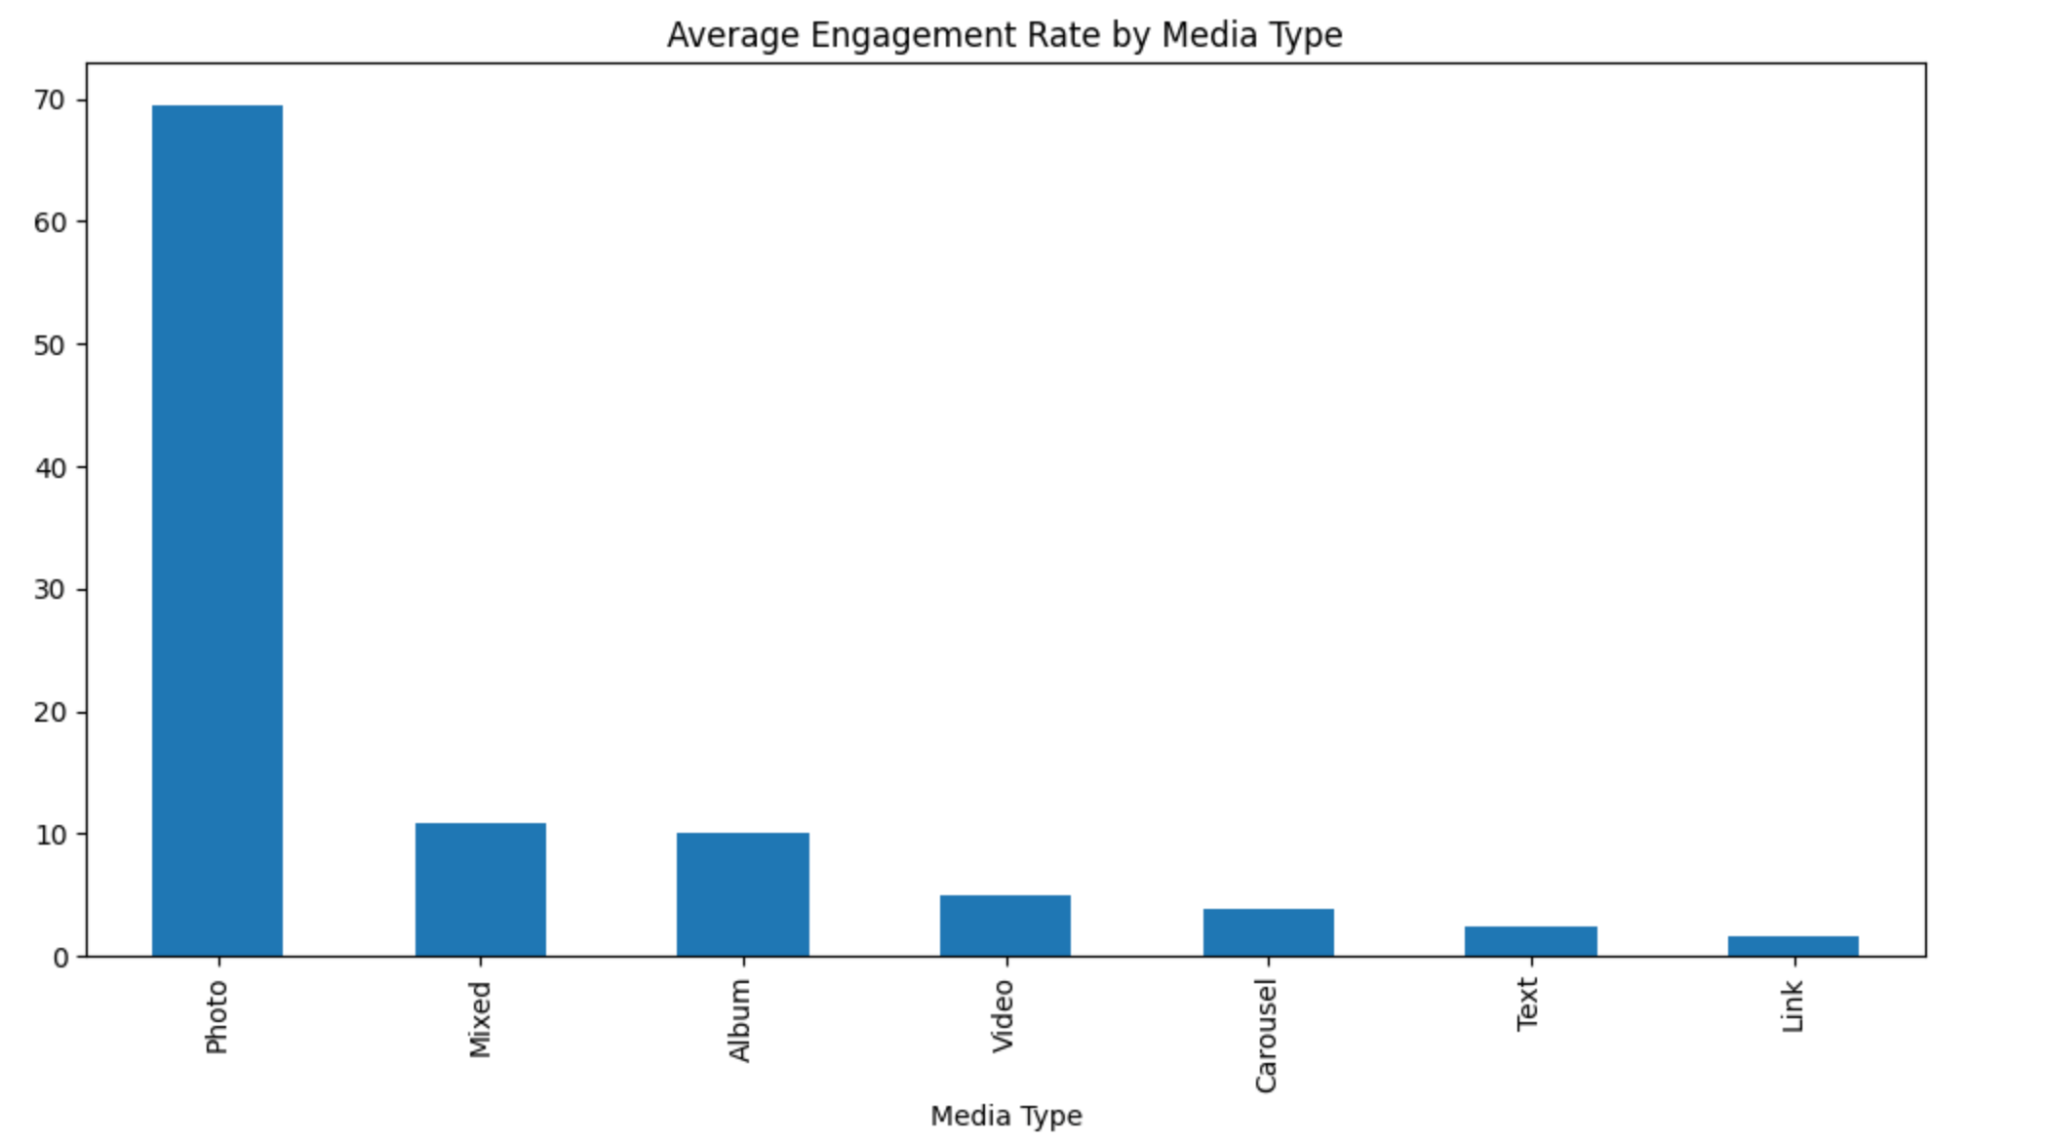 Average Engagement Rate by Media Type
70
60
50
40
30
20
10
0
Photo
Mixed
Album
Video
Carousel
Text
Link
Media Type